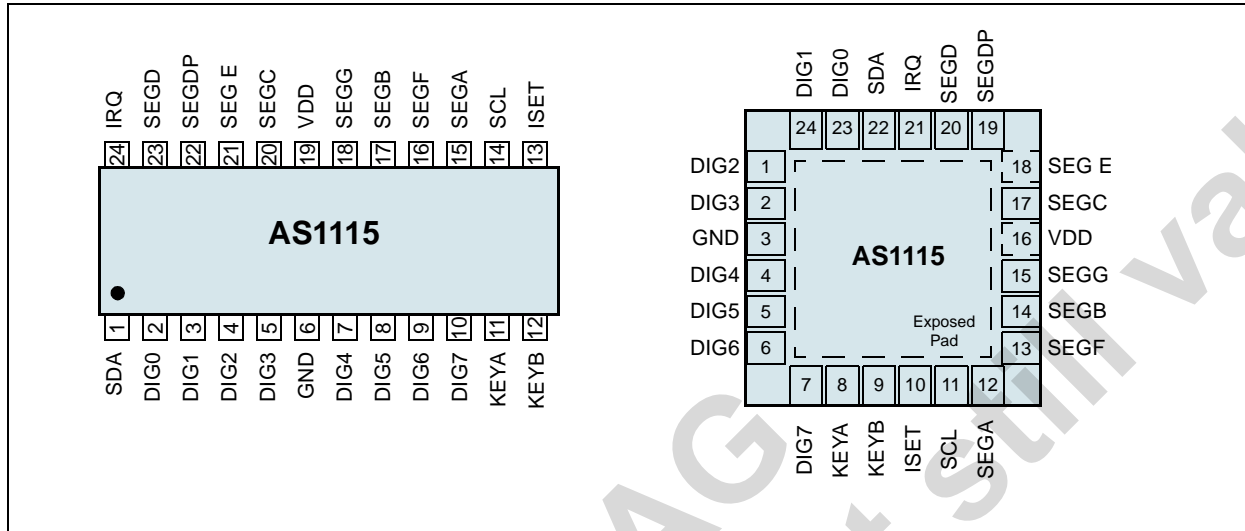 IRQ SEGD SEGDP SEG E SEGC VDD SEGG SEGB SEGF SEGA SCL ISET
24 23 22 21 20 19 18 17 16 15 14 13
AS1115
1 2 3 4 5 6 7 8 9 10 11 12
SDA DIG0 DIG1 DIG2 DIG3 GND DIG4 DIG5 DIG6 DIG7 KEYA KEYB
DIG1 DIG0 SDA IRQ SEGD SEGDP
24 23 22 21 20 19
DIG2 1 18 SEG E
DIG3 2 17 SEGC
GND 3 16 VDD
AS1115
DIG4 4 15 SEGG
DIG5 5 14 SEGB
Exposed
Pad
DIG6 6 13 SEGF
7 8 9 10 11 12
DIG7 KEYA KEYB ISET SCL SEGA
AG
still